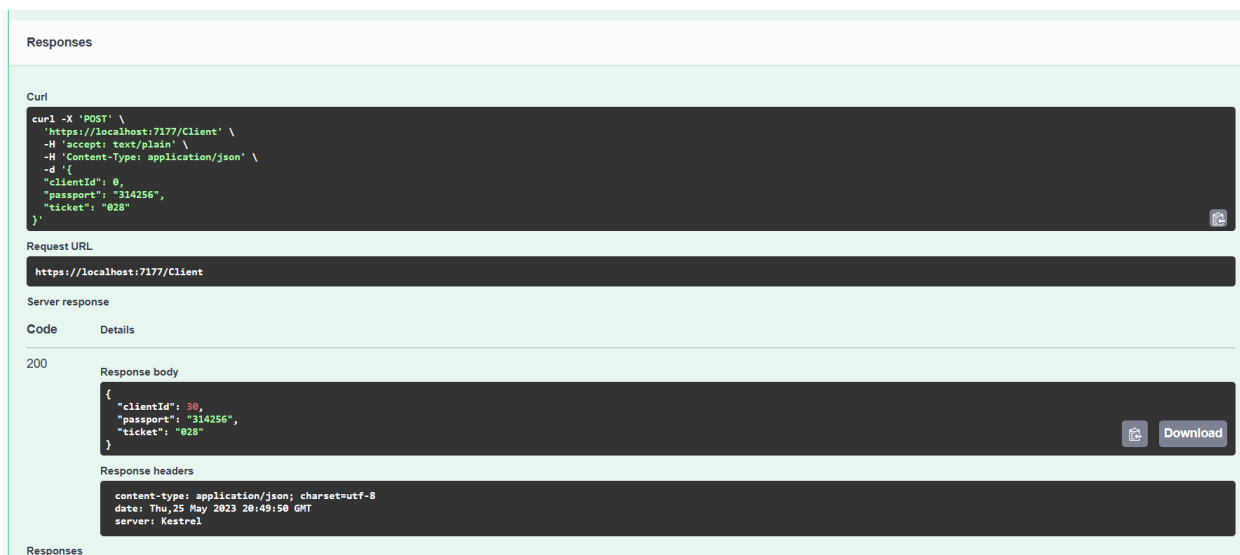 Responses
Curl
curl -X 'POST' \
  'https://localhost:7177/Client' \
  -H 'accept: text/plain' \
  -H 'Content-Type: application/json' \
  -d '{
  "clientId": 0,
  "passport": "314256",
  "ticket": "028"
}'
Request URL
https://localhost:7177/Client
Server response
Code Details
200
Response body
{
  "clientId": 30,
  "passport": "314256",
  "ticket": "028"
}
Download
Response headers
content-type: application/json; charset=utf-8
date: Thu,25 May 2023 20:49:50 GMT
server: Kestrel
Responses